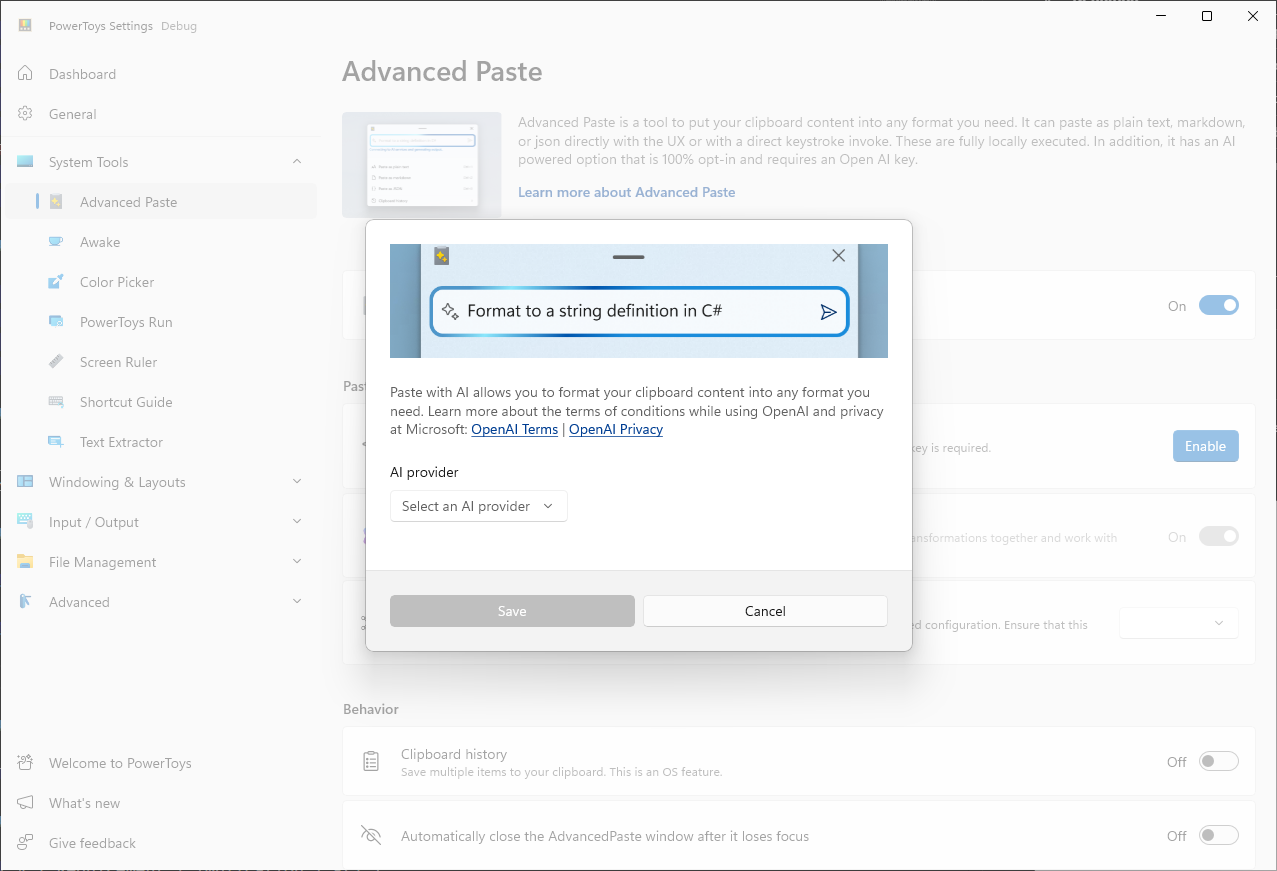 PowerToys Settings Debug
Dashboard
General
System Tools
Advanced Paste
Awake
Color Picker
PowerToys Run
Screen Ruler
Shortcut Guide
Text Extractor
Windowing & Layouts
Input / Output
File Management
Advanced
Welcome to PowerToys
What's new
Give feedback
Advanced Paste
Advanced Paste is a tool to put your clipboard content into any format you need. It can paste as plain text, markdown,
or json directly with the UX or with a direct keystroke invoke. These are fully locally executed. In addition, it has an AI
powered option that is 100% opt-in and requires an Open AI key.
Learn more about Advanced Paste
On
Format to a string definition in C#
Paste with AI allows you to format your clipboard content into any format you
need. Learn more about the terms of conditions while using OpenAI and privacy
at Microsoft: OpenAI Terms | OpenAI Privacy
AI provider
Select an AI provider
Save
Cancel
key is required.
Enable
ansformations together and work with
On
ed configuration. Ensure that this
Behavior
Clipboard history
Save multiple items to your clipboard. This is an OS feature.
Off
Automatically close the AdvancedPaste window after it loses focus
Off